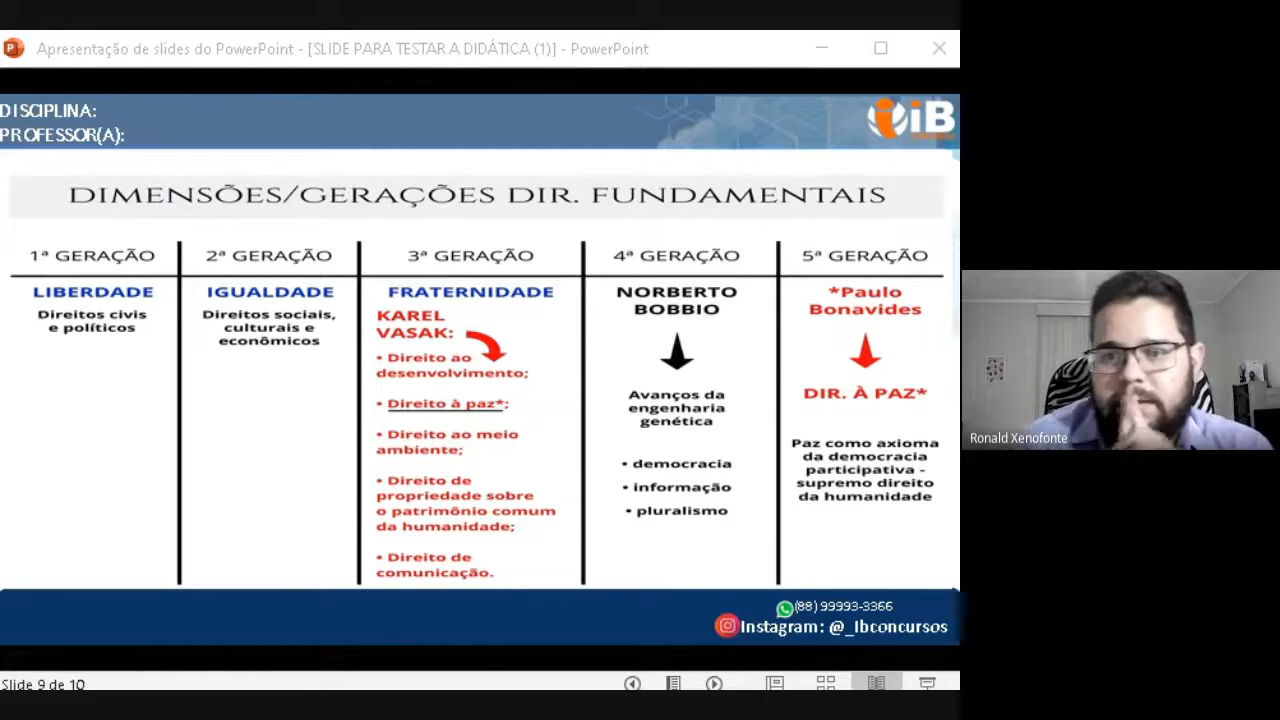 Apresentação de slides do PowerPoint - [SLIDE PARA TESTAR A DIDÁTICA (1)] - PowerPoint
DISCIPLINA:
PROFESSOR(A):
iB
DIMENSÕES/GERAÇÕES DIR. FUNDAMENTAIS
1ª GERAÇÃO
LIBERDADE
Direitos civis
e políticos
2ª GERAÇÃO
IGUALDADE
Direitos sociais,
culturais e
econômicos
3ª GERAÇÃO
FRATERNIDADE
KAREL
VASAK:
• Direito ao
desenvolvimento;
• Direito à paz*;
• Direito ao meio
ambiente;
• Direito de
propriedade sobre
o patrimônio comum
da humanidade;
• Direito de
comunicação.
4ª GERAÇÃO
NORBERTO
BOBBIO
Avanços da
engenharia
genética
• democracia
• informação
• pluralismo
5ª GERAÇÃO
*Paulo
Bonavides
DIR. À PAZ*
Paz como axioma
da democracia
participativa -
supremo direito
da humanidade
(88) 99993-3366
Instagram: @_Ibconcursos
Slide 9 de 10
Ronald Xenofonte